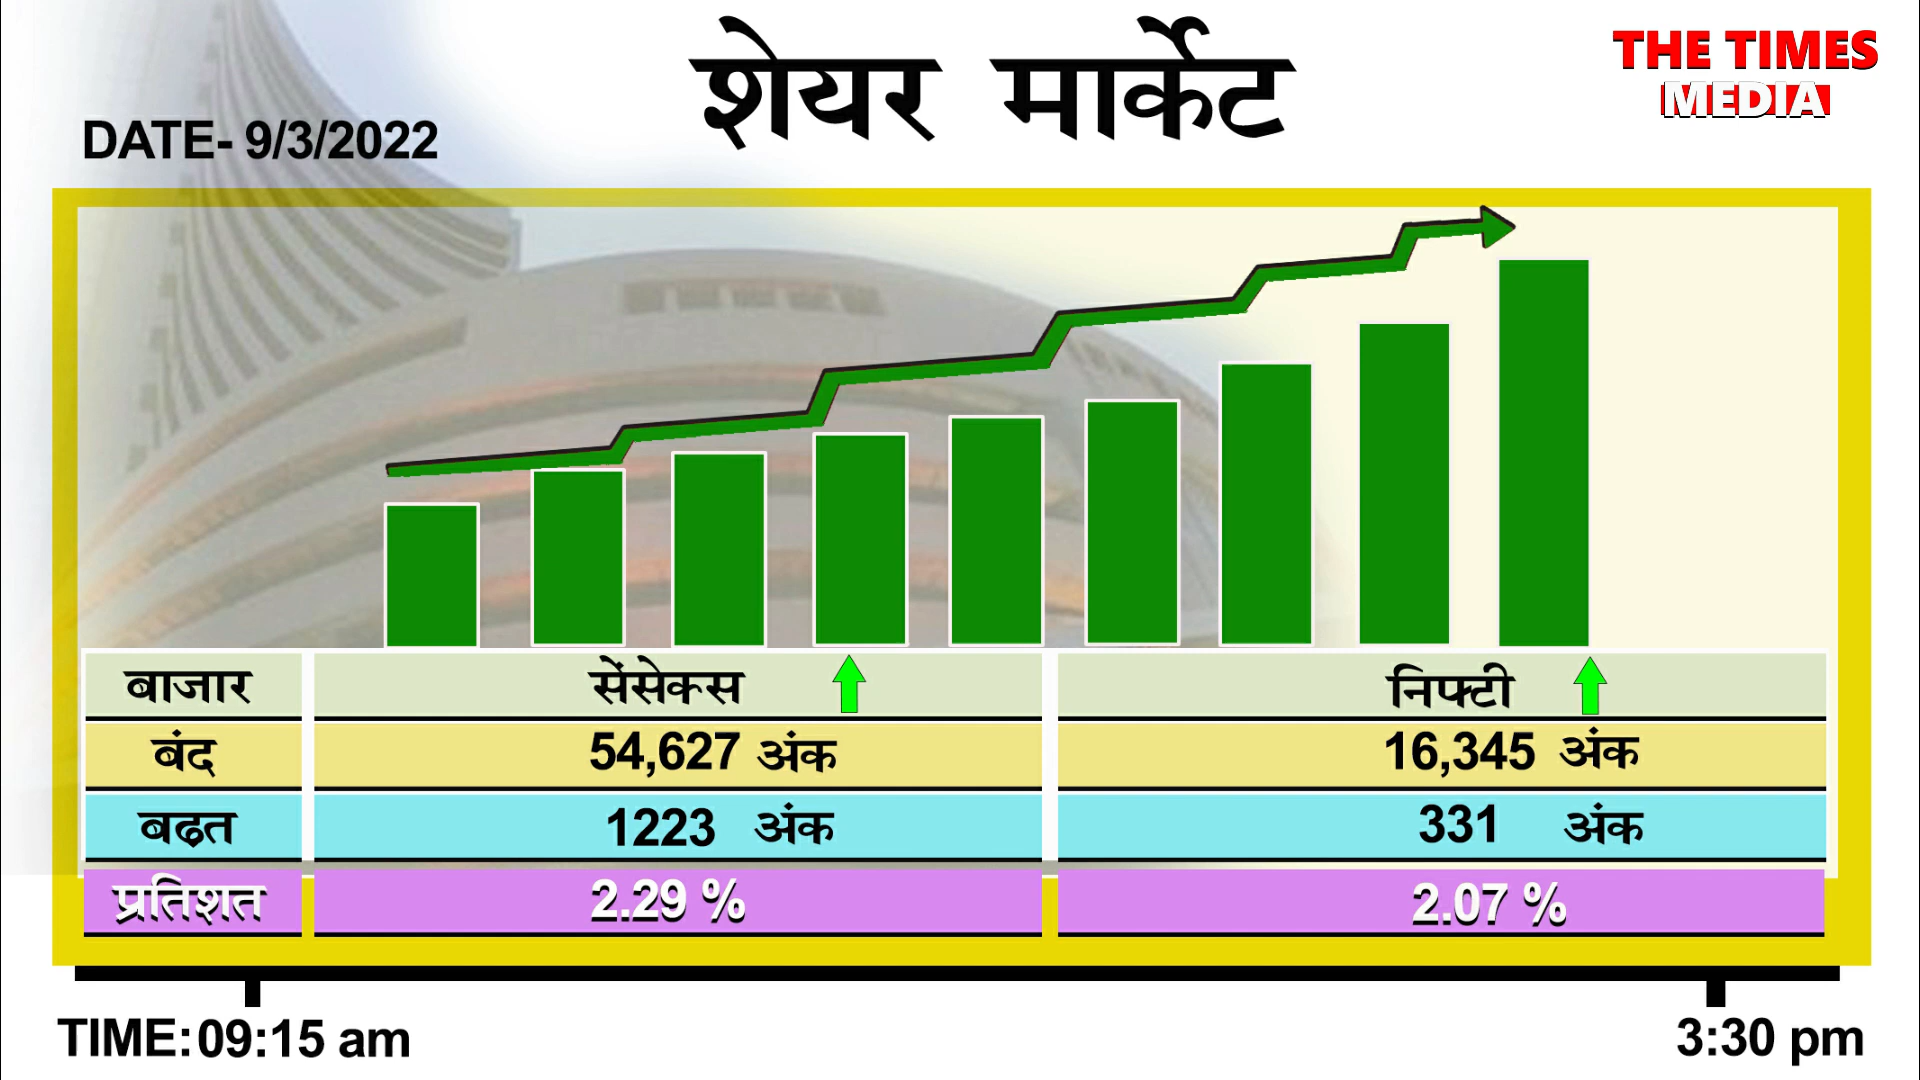 शेयर मार्केट
THE TIMES
MEDIA
DATE- 9/3/2022
बाजार सेंसेक्स निफ्टी
बंद 54,627 अंक 16,345 अंक
बढ़त 1223 अंक 331 अंक
प्रतिशत 2.29 % 2.07 %
TIME: 09:15 am 3:30 pm